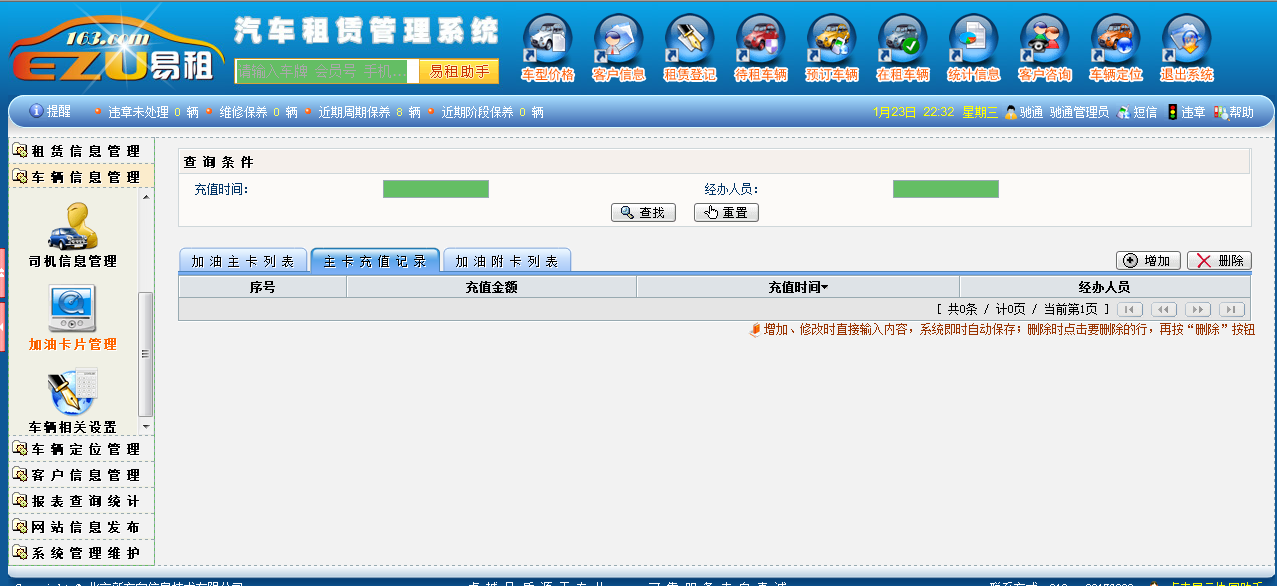 163.com
EZU易租
汽车租赁管理系统
请输入车牌 会员号 手机... 易租助手
车型价格 客户信息 租赁登记 待租车辆 预订车辆 在租车辆 统计信息 客户咨询 车辆定位 退出系统
提醒 违章未处理 0 辆 维修保养 0 辆 近期周期保养 8 辆 近期阶段保养 0 辆 1月23日 22:32 星期三 驰通 驰通管理员 短信 违章 帮助
租赁信息管理
车辆信息管理
司机信息管理
加油卡片管理
车辆相关设置
车辆定位管理
客户信息管理
报表查询统计
网站信息发布
系统管理维护
查询条件
充值时间: 经办人员:
查找 重置
加油主卡列表 主卡充值记录 加油附卡列表 增加 删除
序号 充值金额 充值时间▼ 经办人员
[ 共0条 / 计0页 / 当前第1页 ]
增加、修改时直接输入内容，系统即时自动保存；删除时点击要删除的行，再按“删除”按钮